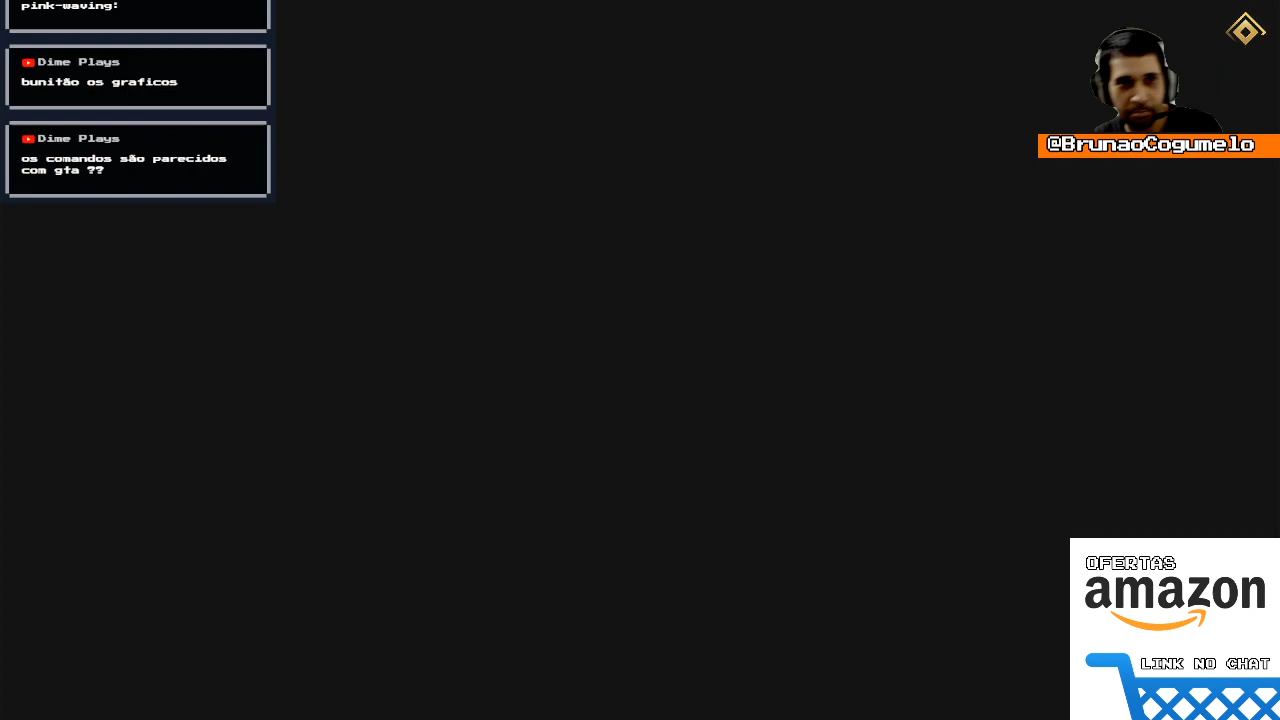 pink-waving:
Dime Plays
bunitão os graficos
Dime Plays
os comandos são parecidos
com gta ??
@BrunaoCogumelo
OFERTAS
amazon
LINK NO CHAT